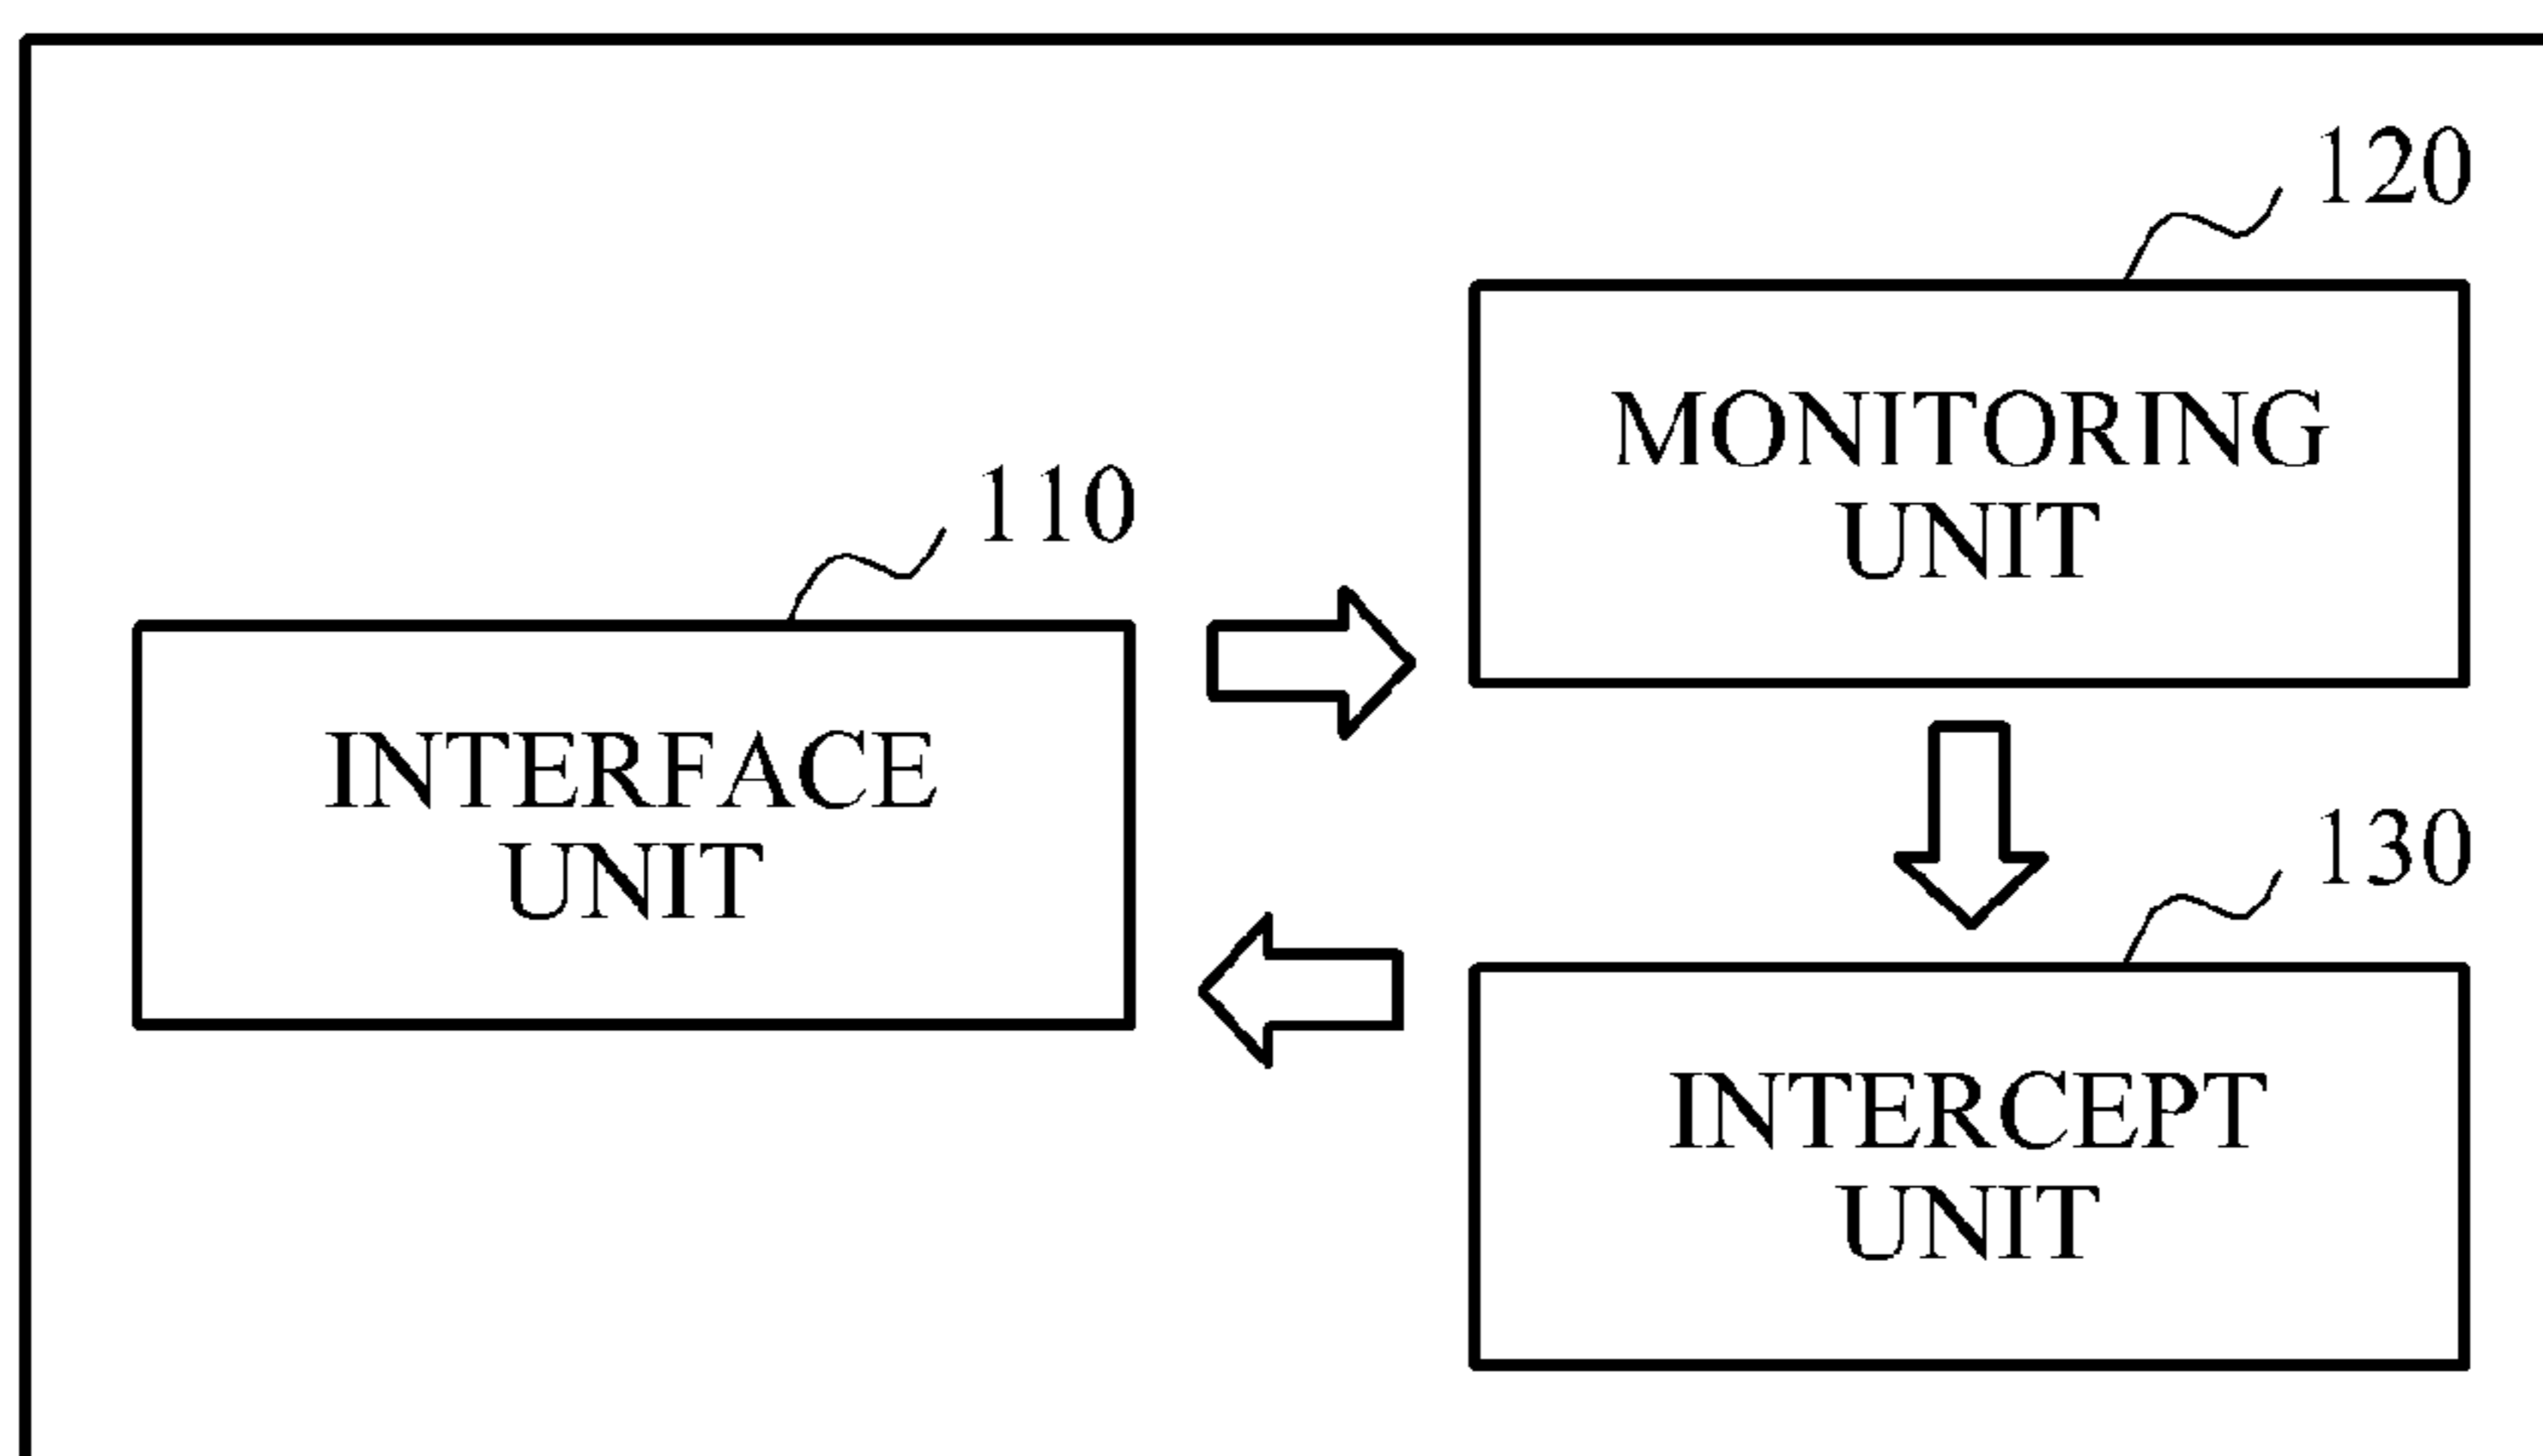 120
MONITORING
UNIT
110
INTERFACE
UNIT
130
INTERCEPT
UNIT